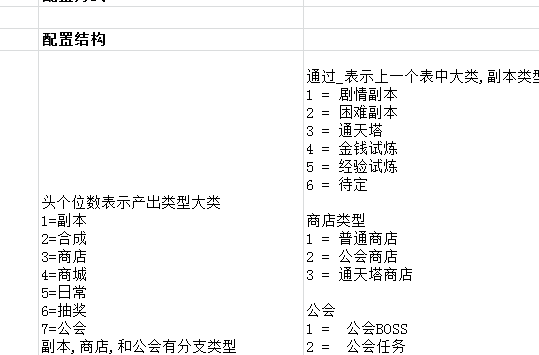 配置结构
通过_表示上一个表中大类,副本类型
1 = 剧情副本
2 = 困难副本
3 = 通天塔
4 = 金钱试炼
5 = 经验试炼
6 = 待定
商店类型
1 = 普通商店
2 = 公会商店
3 = 通天塔商店
公会
1 =  公会BOSS
2 =  公会任务
头个位数表示产出类型大类
1=副本
2=合成
3=商店
4=商城
5=日常
6=抽奖
7=公会
副本,商店,和公会有分支类型